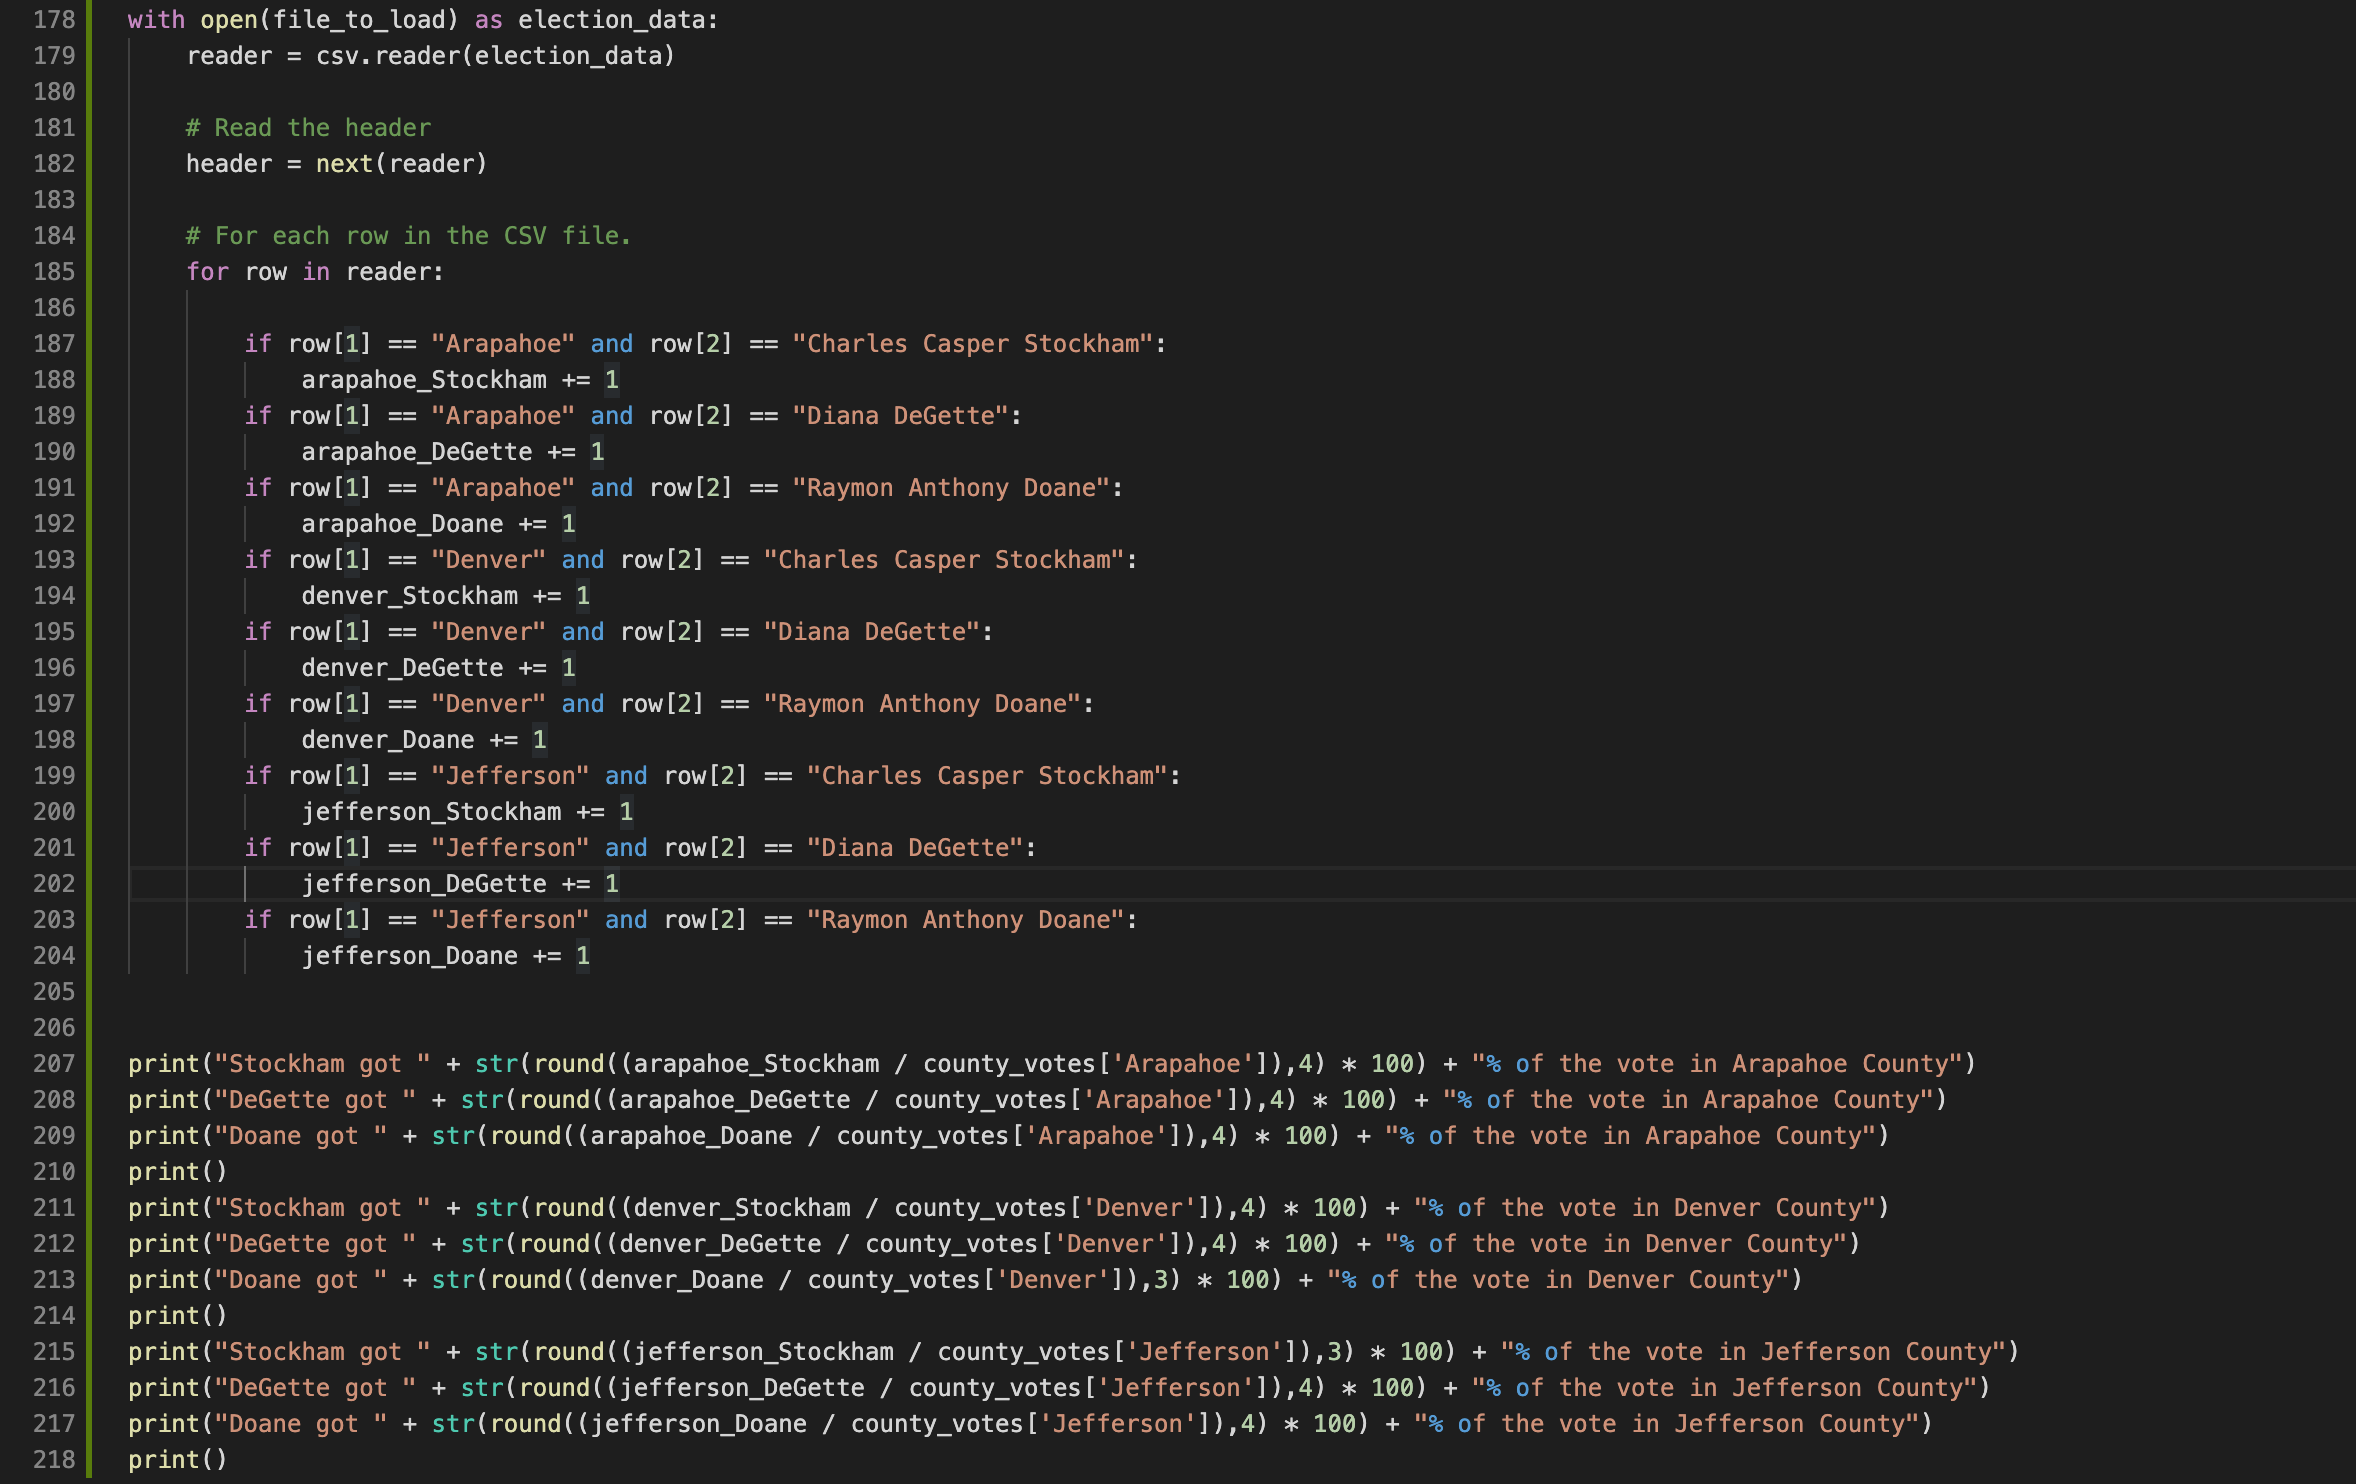 178 with open(file_to_load) as election_data:
179     reader = csv.reader(election_data)
180
181     # Read the header
182     header = next(reader)
183
184     # For each row in the CSV file.
185     for row in reader:
186
187         if row[1] == "Arapahoe" and row[2] == "Charles Casper Stockham":
188             arapahoe_Stockham += 1
189         if row[1] == "Arapahoe" and row[2] == "Diana DeGette":
190             arapahoe_DeGette += 1
191         if row[1] == "Arapahoe" and row[2] == "Raymon Anthony Doane":
192             arapahoe_Doane += 1
193         if row[1] == "Denver" and row[2] == "Charles Casper Stockham":
194             denver_Stockham += 1
195         if row[1] == "Denver" and row[2] == "Diana DeGette":
196             denver_DeGette += 1
197         if row[1] == "Denver" and row[2] == "Raymon Anthony Doane":
198             denver_Doane += 1
199         if row[1] == "Jefferson" and row[2] == "Charles Casper Stockham":
200             jefferson_Stockham += 1
201         if row[1] == "Jefferson" and row[2] == "Diana DeGette":
202             jefferson_DeGette += 1
203         if row[1] == "Jefferson" and row[2] == "Raymon Anthony Doane":
204             jefferson_Doane += 1
205
206
207 print("Stockham got " + str(round((arapahoe_Stockham / county_votes['Arapahoe']),4) * 100) + "% of the vote in Arapahoe County")
208 print("DeGette got " + str(round((arapahoe_DeGette / county_votes['Arapahoe']),4) * 100) + "% of the vote in Arapahoe County")
209 print("Doane got " + str(round((arapahoe_Doane / county_votes['Arapahoe']),4) * 100) + "% of the vote in Arapahoe County")
210 print()
211 print("Stockham got " + str(round((denver_Stockham / county_votes['Denver']),4) * 100) + "% of the vote in Denver County")
212 print("DeGette got " + str(round((denver_DeGette / county_votes['Denver']),4) * 100) + "% of the vote in Denver County")
213 print("Doane got " + str(round((denver_Doane / county_votes['Denver']),3) * 100) + "% of the vote in Denver County")
214 print()
215 print("Stockham got " + str(round((jefferson_Stockham / county_votes['Jefferson']),3) * 100) + "% of the vote in Jefferson County")
216 print("DeGette got " + str(round((jefferson_DeGette / county_votes['Jefferson']),4) * 100) + "% of the vote in Jefferson County")
217 print("Doane got " + str(round((jefferson_Doane / county_votes['Jefferson']),4) * 100) + "% of the vote in Jefferson County")
218 print()